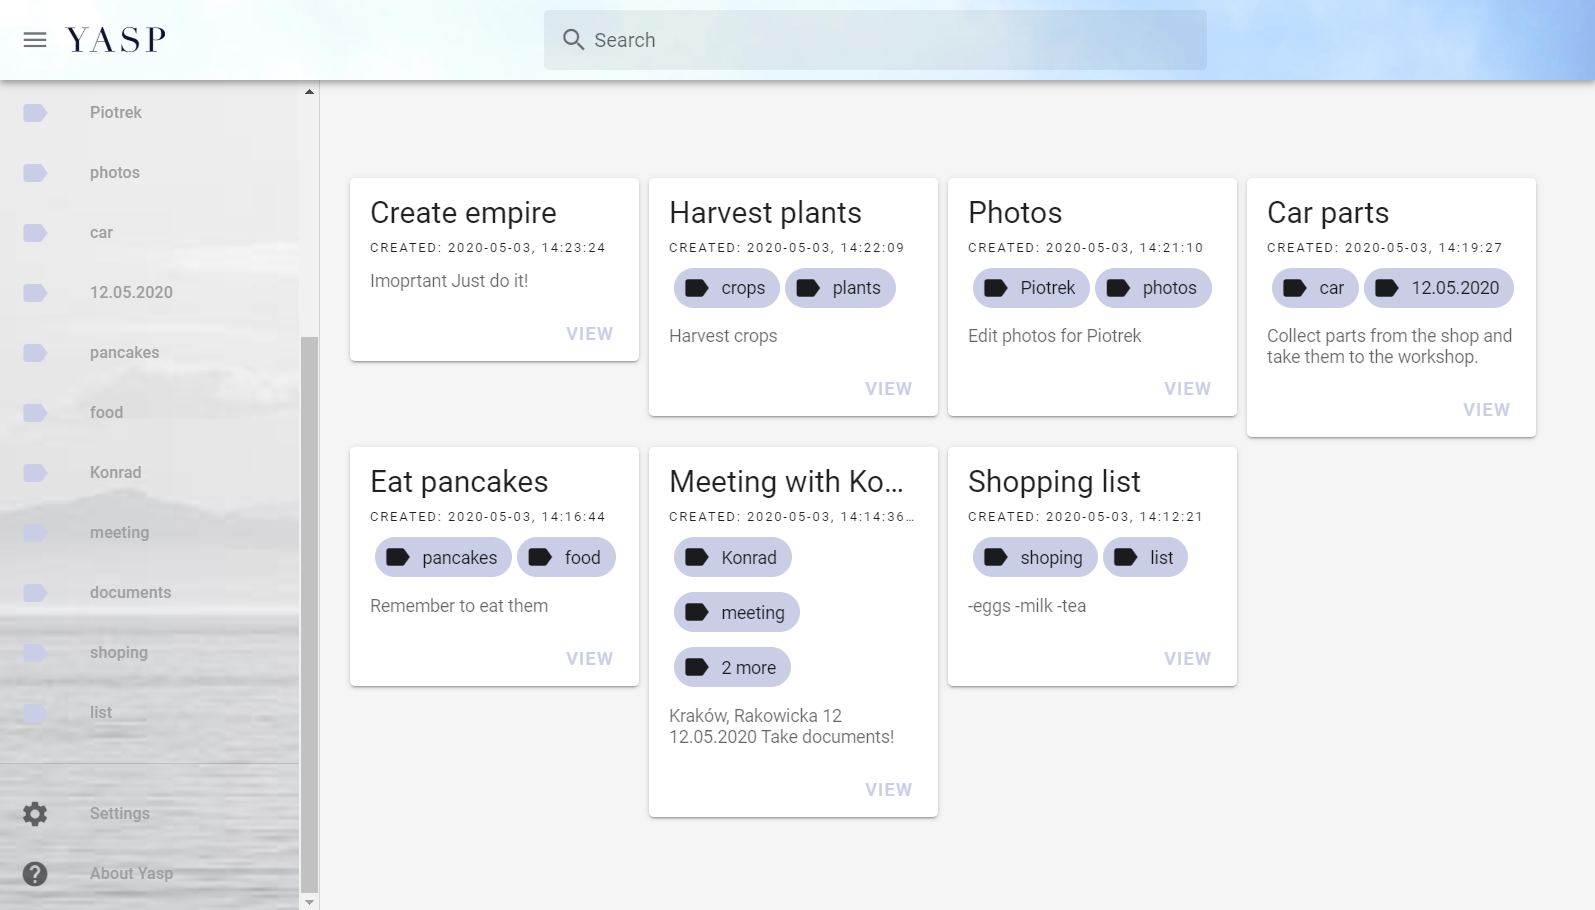 YASP
Search
Piotrek
photos
car
12.05.2020
pancakes
food
Konrad
meeting
documents
shoping
list
Settings
About Yasp
Create empire
CREATED: 2020-05-03, 14:23:24
Imoprtant Just do it!
VIEW
Harvest plants
CREATED: 2020-05-03, 14:22:09
crops plants
Harvest crops
VIEW
Photos
CREATED: 2020-05-03, 14:21:10
Piotrek photos
Edit photos for Piotrek
VIEW
Car parts
CREATED: 2020-05-03, 14:19:27
car 12.05.2020
Collect parts from the shop and
take them to the workshop.
VIEW
Eat pancakes
CREATED: 2020-05-03, 14:16:44
pancakes food
Remember to eat them
VIEW
Meeting with Ko...
CREATED: 2020-05-03, 14:14:36...
Konrad
meeting
2 more
Kraków, Rakowicka 12
12.05.2020 Take documents!
VIEW
Shopping list
CREATED: 2020-05-03, 14:12:21
shoping list
-eggs -milk -tea
VIEW